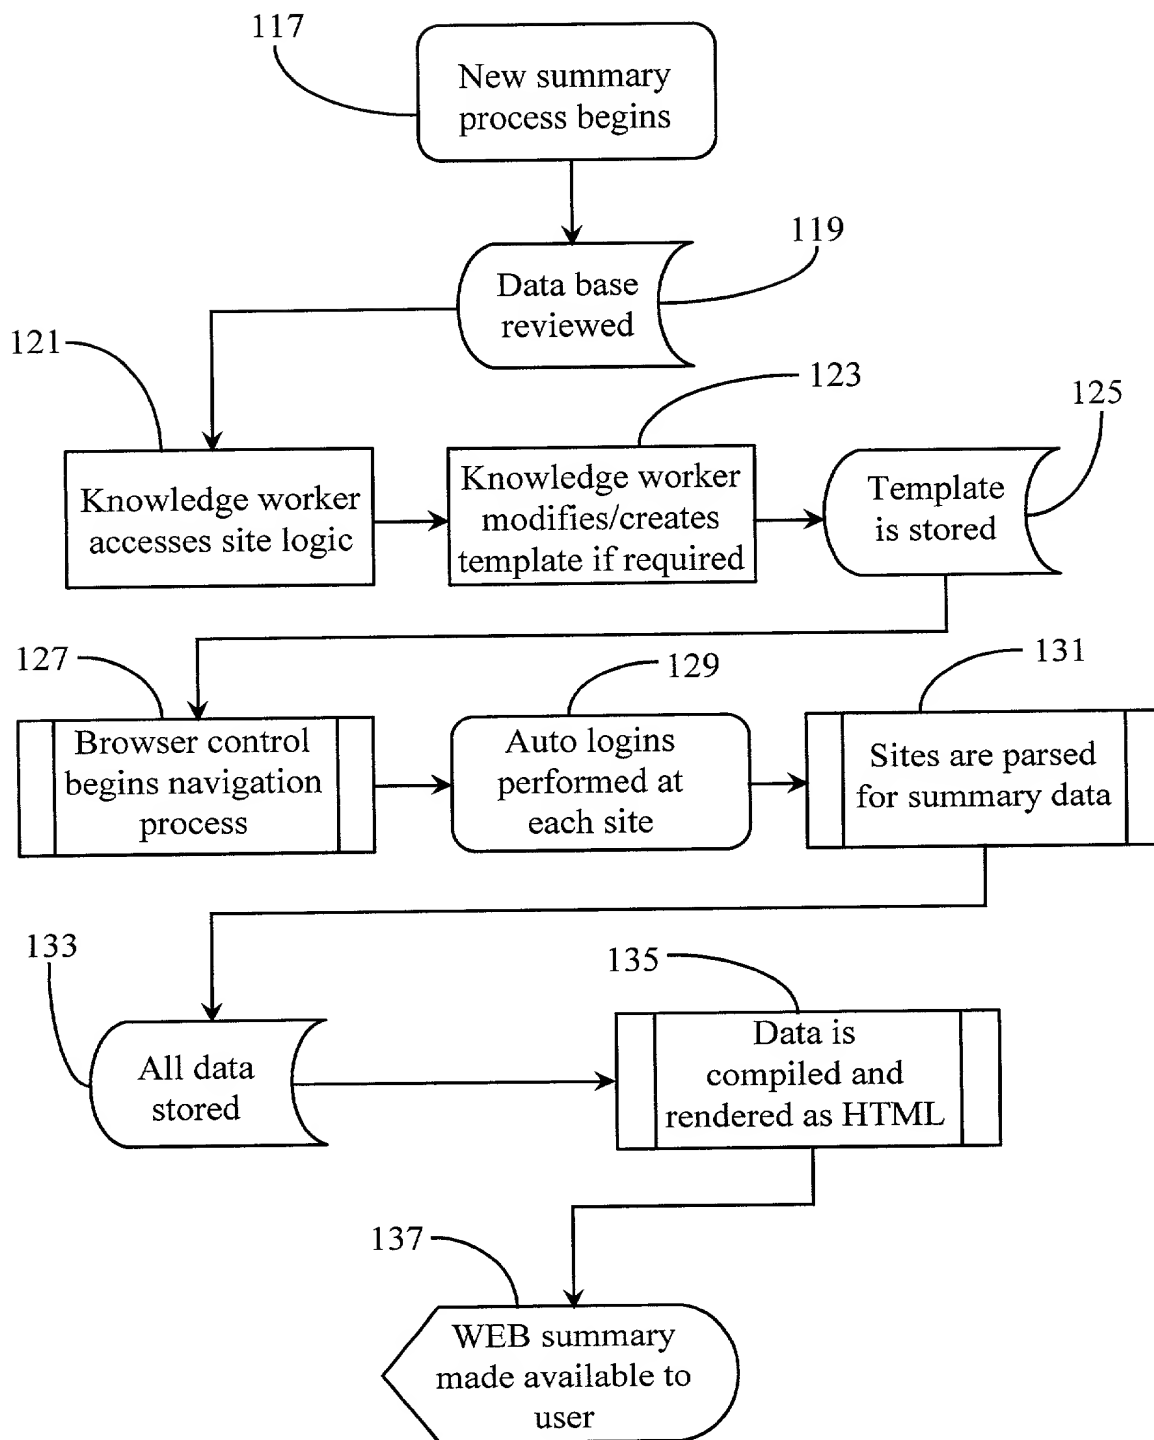 117
New summary
process begins
119
Data base
reviewed
121
123
125
Knowledge worker
accesses site logic
Knowledge worker
modifies/creates
template if required
Template
is stored
127
129
131
Browser control
begins navigation
process
Auto logins
performed at
each site
Sites are parsed
for summary data
133
135
All data
stored
Data is
compiled and
rendered as HTML
137
WEB summary
made available to
user